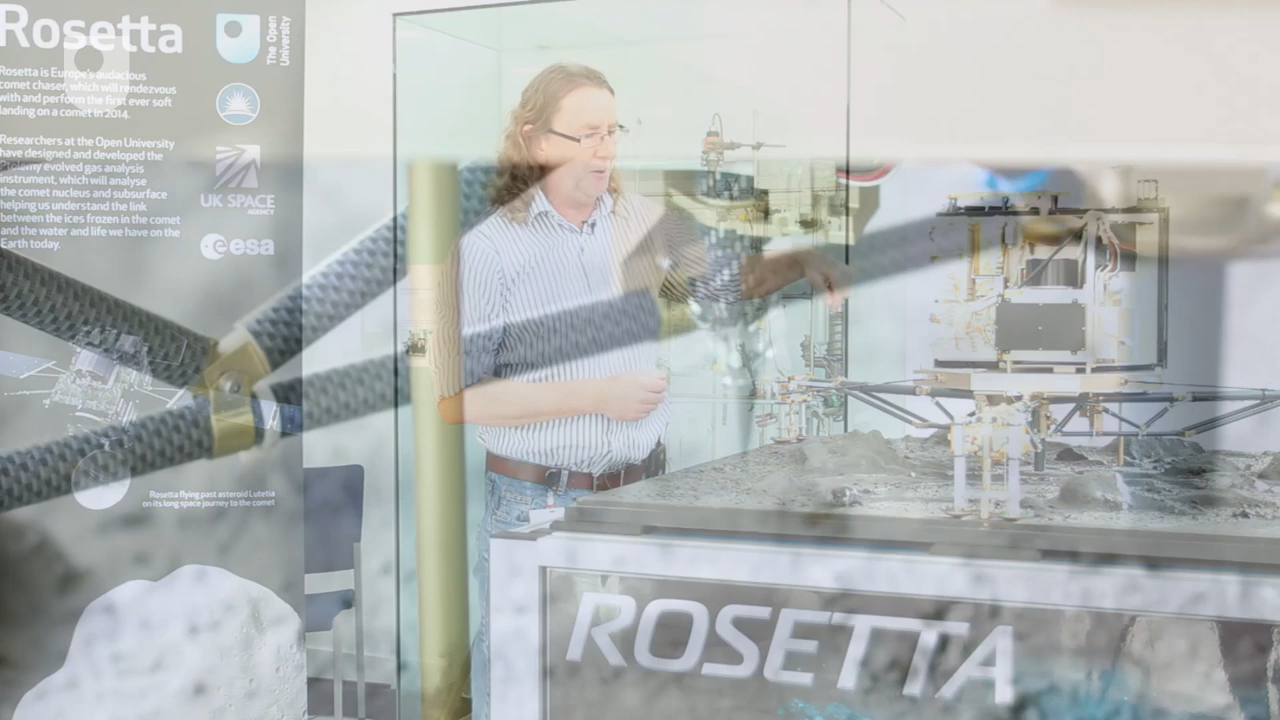 Rosetta
Rosetta is Europe's audacious
comet chaser, which will rendezvous
with and perform the first ever soft
landing on a comet in 2014.
Researchers at the Open University
have designed and developed the
Ptolemy evolved gas analysis
instrument, which will analyse
the comet nucleus and subsurface
helping us understand the link
between the ices frozen in the comet
and the water and life we have on the
Earth today.
The Open
University
UK SPACE
AGENCY
esa
Rosetta flying past asteroid Lutetia
on its long space journey to the comet
ROSETTA